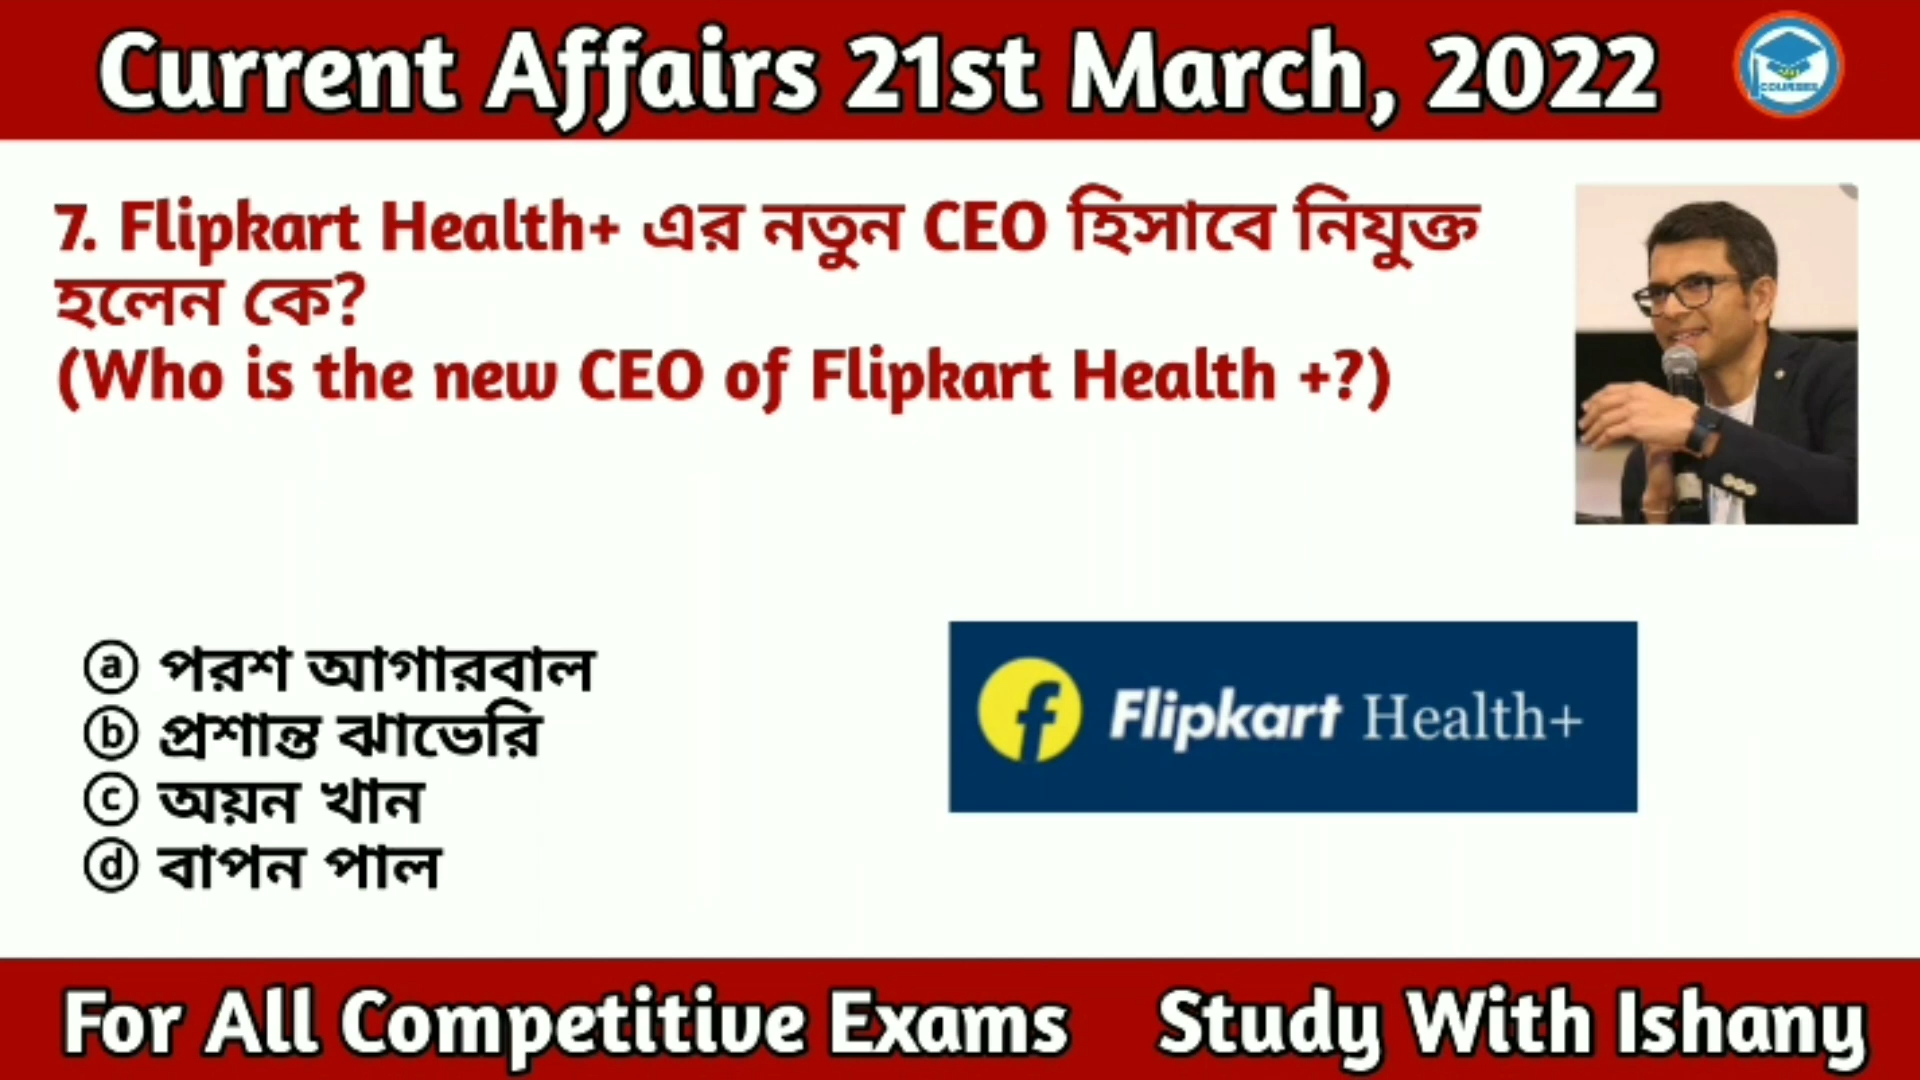 Current Affairs 21st March, 2022
COURSES
7. Flipkart Health+ এর নতুন CEO হিসাবে নিযুক্ত
হলেন কে?
(Who is the new CEO of Flipkart Health +?)
ⓐ পরশ আগারবাল
ⓑ প্রশান্ত ঝাভেরি
ⓒ অয়ন খান
ⓓ বাপন পাল
f Flipkart Health+
For All Competitive Exams Study With Ishany